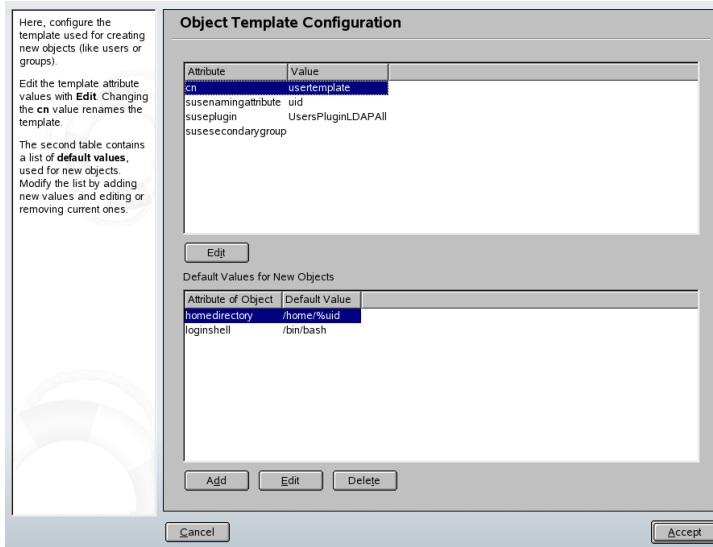 Here, configure the
template used for creating
new objects (like users or
groups).
Edit the template attribute
values with Edit. Changing
the cn value renames the
template.
The second table contains
a list of default values,
used for new objects.
Modify the list by adding
new values and editing or
removing current ones.
Object Template Configuration
Attribute Value
cn usertemplate
susenamingattribute uid
suseplugin UsersPluginLDAPAll
susesecondarygroup
Edit
Default Values for New Objects
Attribute of Object Default Value
homedirectory /home/%uid
loginshell /bin/bash
Add Edit Delete
Cancel Accept